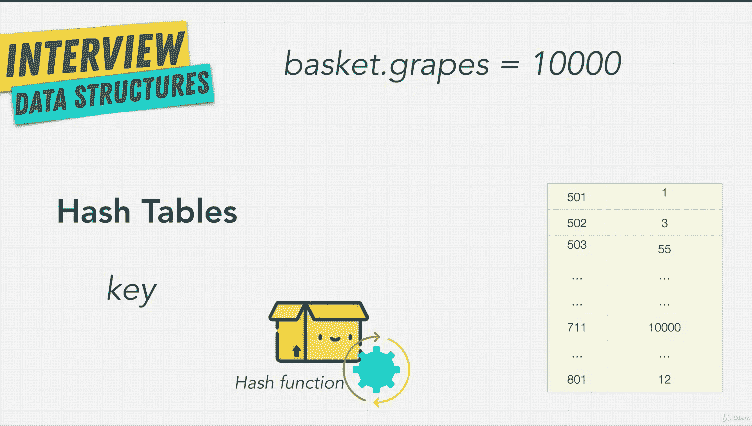 INTERVIEW
DATA STRUCTURES
basket.grapes = 10000
Hash Tables
key
Hash function
501 1
502 3
503 55
... ...
... ...
711 10000
... ...
801 12